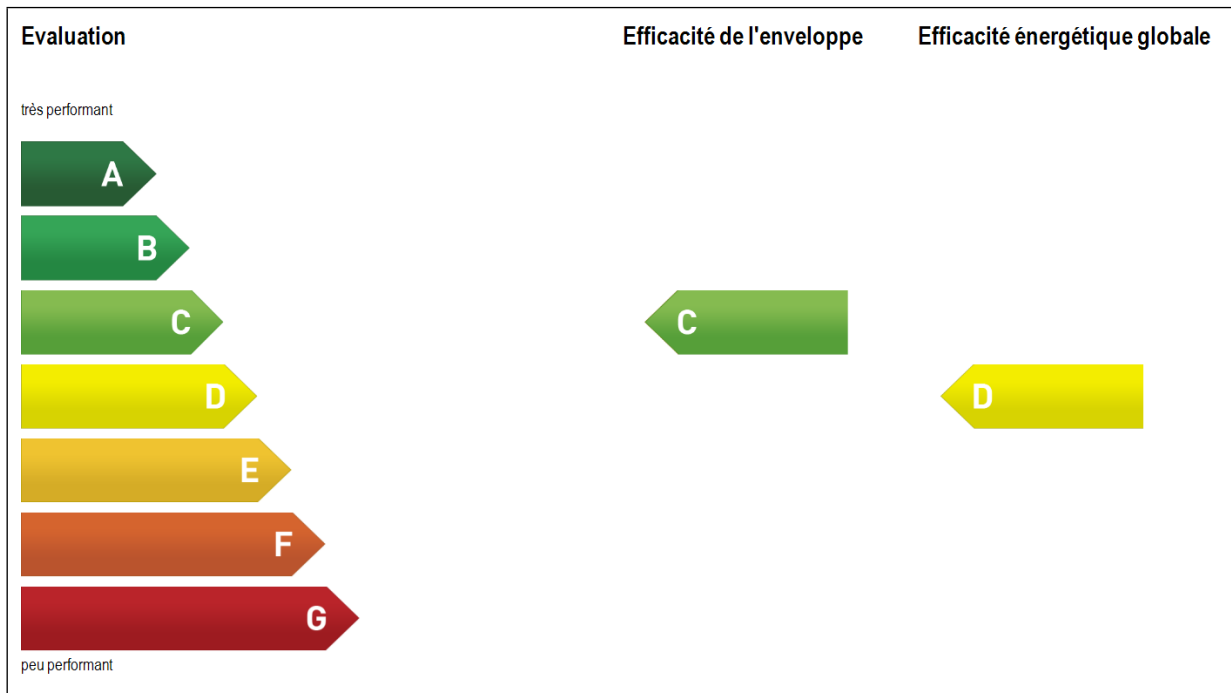 Evaluation Efficacité de l'enveloppe Efficacité énergétique globale
très performant
A
B
C C
D D
E
F
G
peu performant